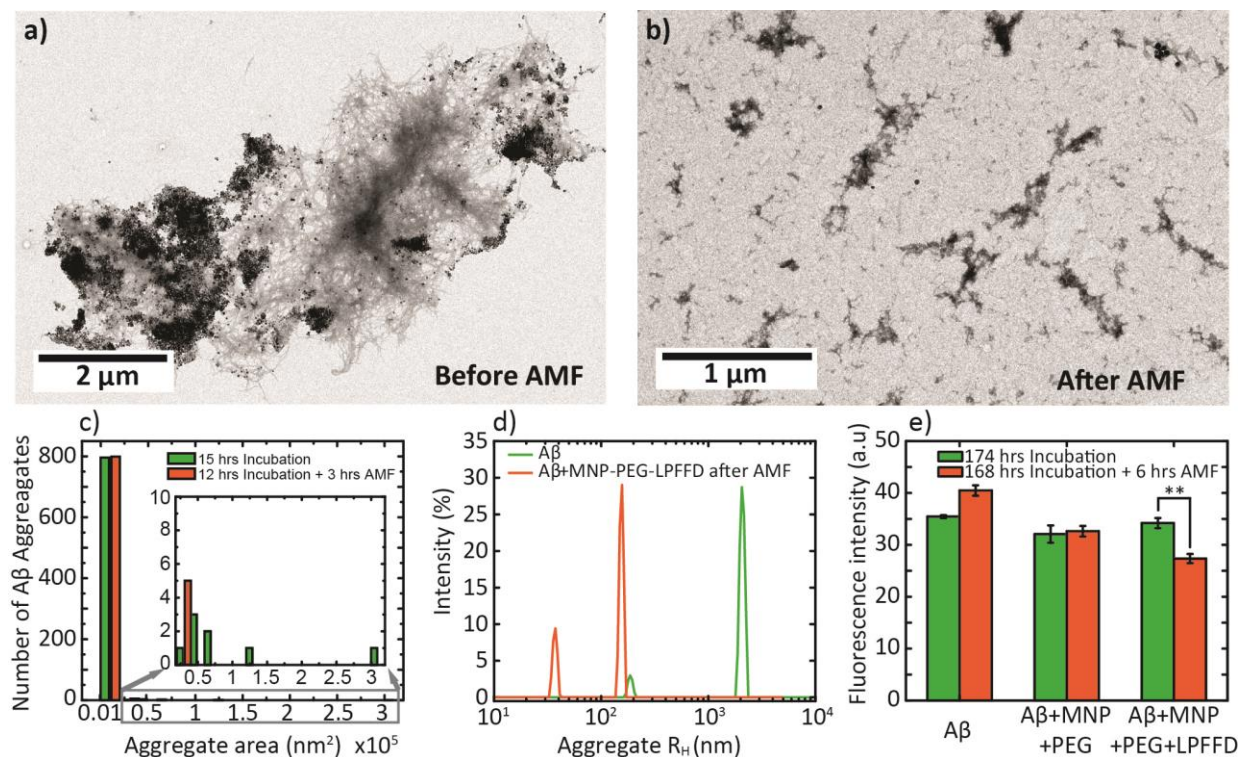 a)
2 μm
Before AMF
b)
1 μm
After AMF
c)
Number of Aβ Aggreagates
800
600
400
200
0
15 hrs Incubation
12 hrs Incubation + 3 hrs AMF
10
8
6
4
2
0
0.5 1 1.5 2 2.5 3
0.01 0.5 1 1.5 2 2.5 3
Aggregate area (nm²) x10⁵
d)
Intensity (%)
35
30
25
20
15
10
5
0
Aβ
Aβ+MNP-PEG-LPFFD after AMF
10¹ 10² 10³ 10⁴
Aggregate R_H (nm)
e)
Fluorescence intensity (a.u)
50
40
30
20
10
0
174 hrs Incubation
168 hrs Incubation + 6 hrs AMF
**
Aβ
Aβ+MNP
+PEG
Aβ+MNP
+PEG+LPFFD